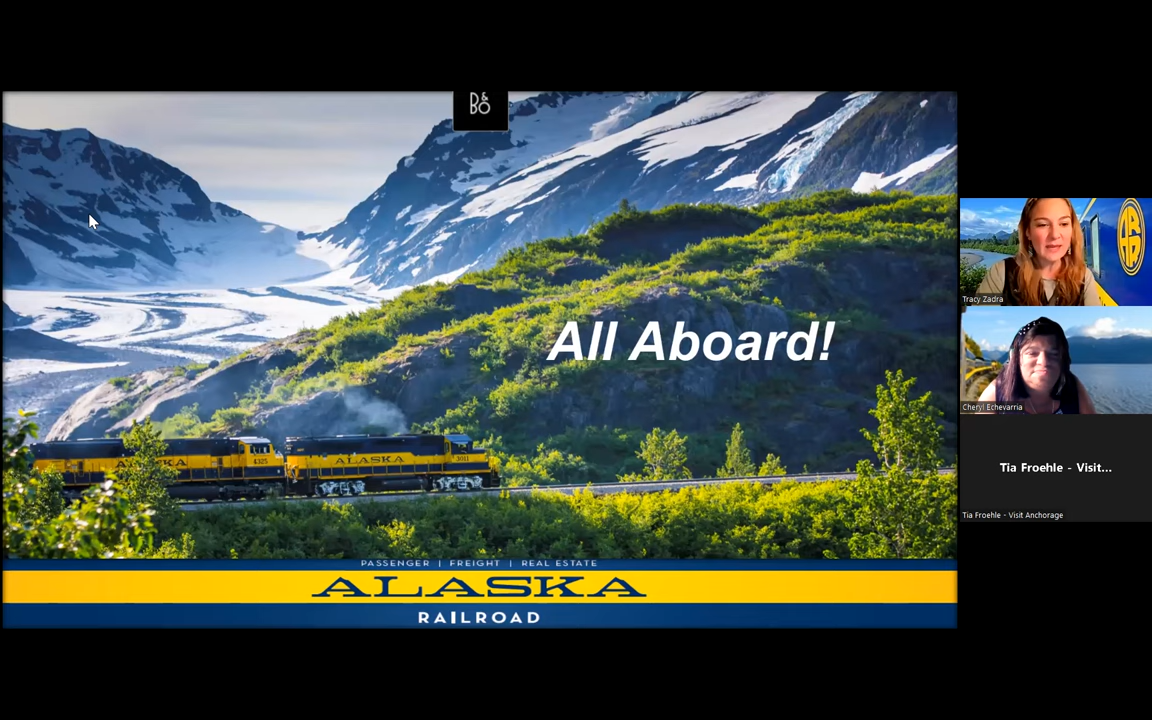 B&
BO
All Aboard!
ALASKA
4325
ALASKA
3011
PASSENGER | FREIGHT | REAL ESTATE
ALASKA
RAILROAD
Tracy Zadra
Cheryl Echevarria
Tia Froehle - Visit...
Tia Froehle - Visit Anchorage